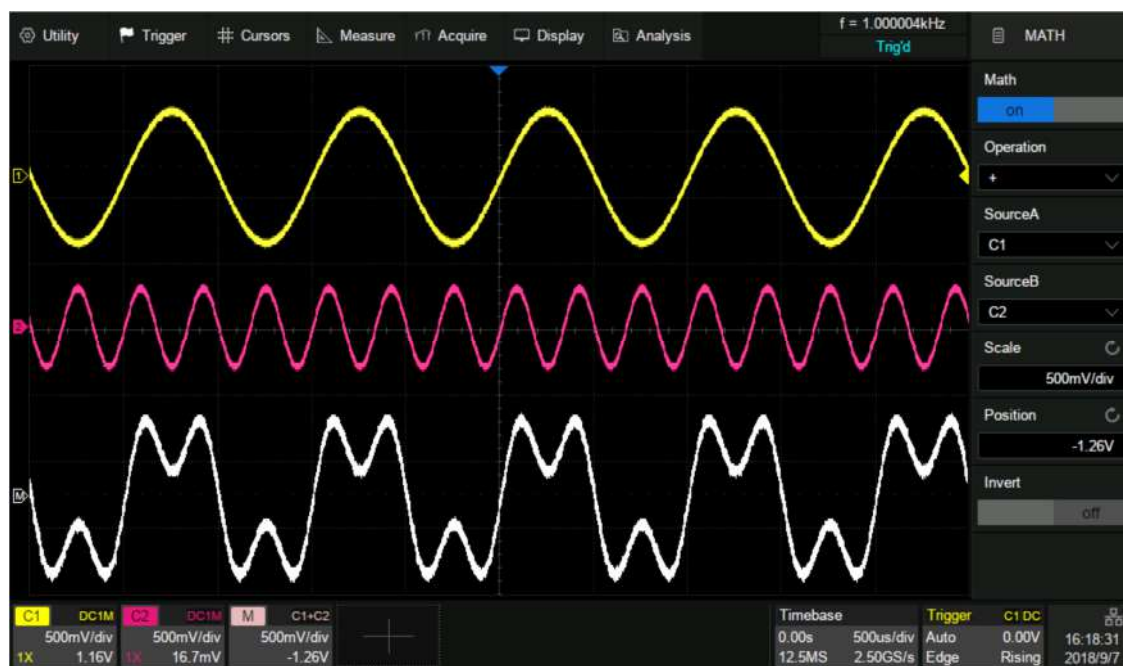 Utility Trigger Cursors Measure Acquire Display Analysis
f = 1.000004kHz
Trig'd
MATH
Math
on
Operation
+
SourceA
C1
SourceB
C2
Scale
500mV/div
Position
-1.26V
Invert
off
1
2
M
C1 DC1M
500mV/div
1X 1.16V
C2 DC1M
500mV/div
1X 16.7mV
M C1+C2
500mV/div
-1.26V
Timebase
0.00s 500us/div
12.5MS 2.50GS/s
Trigger C1 DC
Auto 0.00V
Edge Rising
16:18:31
2018/9/7